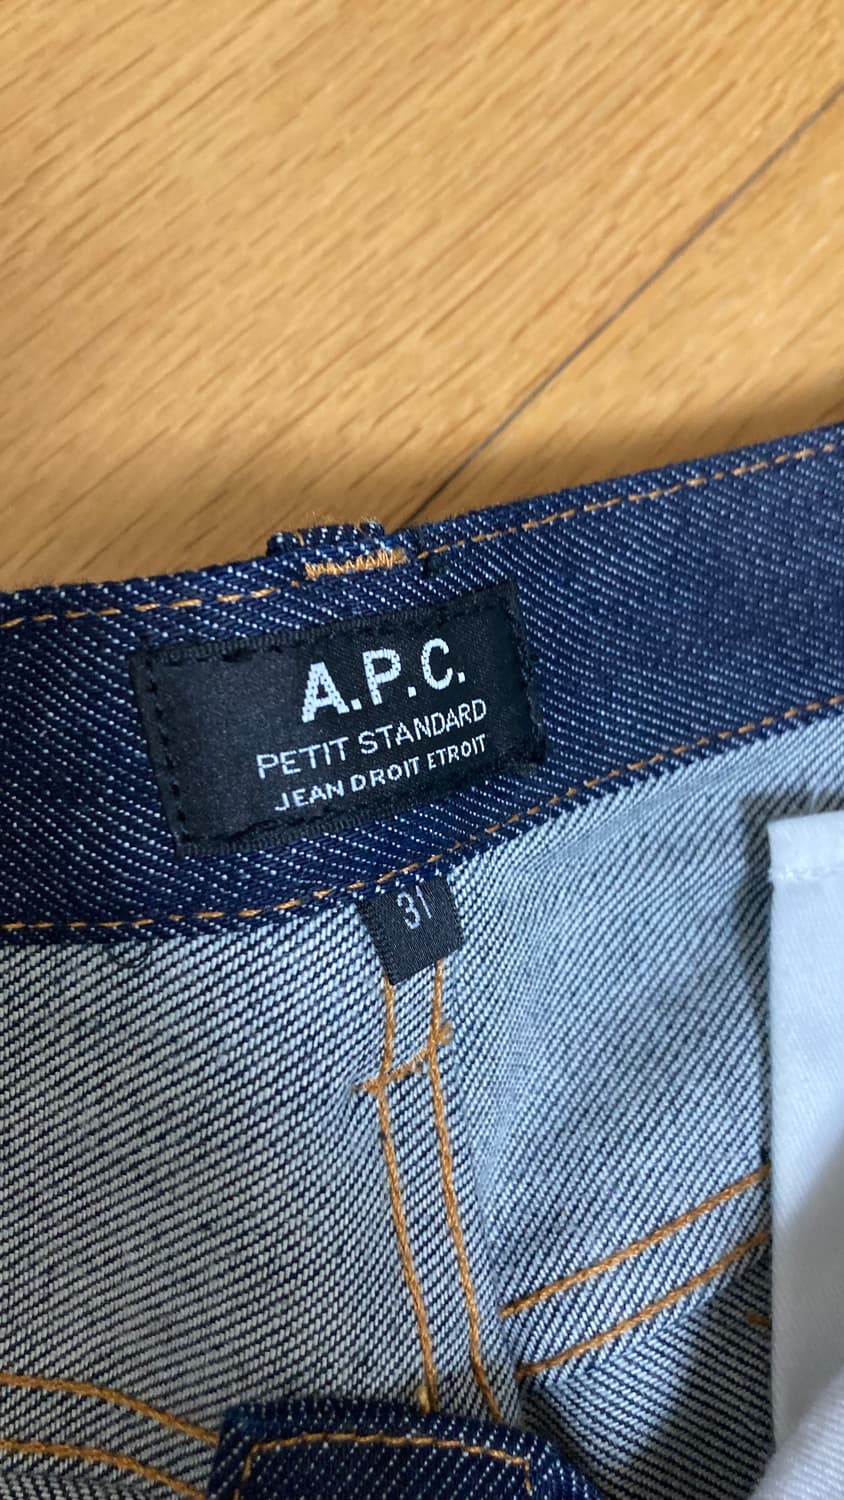 A.P.C.
PETIT STANDARD
JEAN DROIT ETROIT
31